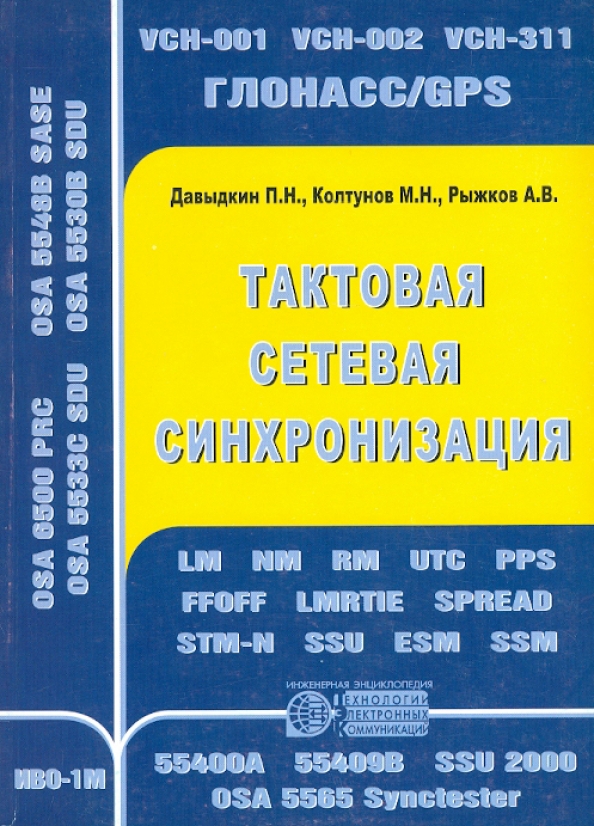 VCH-001 VCH-002 VCH-311
ГЛОНАСС/GPS
OSA 5548B SASE
OSA 5530B SDU
OSA 6500 PRC
OSA 5533C SDU
Давыдкин П.Н., Колтунов М.Н., Рыжков А.В.
ТАКТОВАЯ
СЕТЕВАЯ
СИНХРОНИЗАЦИЯ
LM NM RM UTC PPS
FFOFF LMRTIE SPREAD
STM-N SSU ESM SSM
ИНЖЕНЕРНАЯ ЭНЦИКЛОПЕДИЯ
ТЕХНОЛОГИЙ
ЭЛЕКТРОННЫХ
КОММУНИКАЦИЙ
ИВО-1М
55400A 55409B SSU 2000
OSA 5565 Synctester